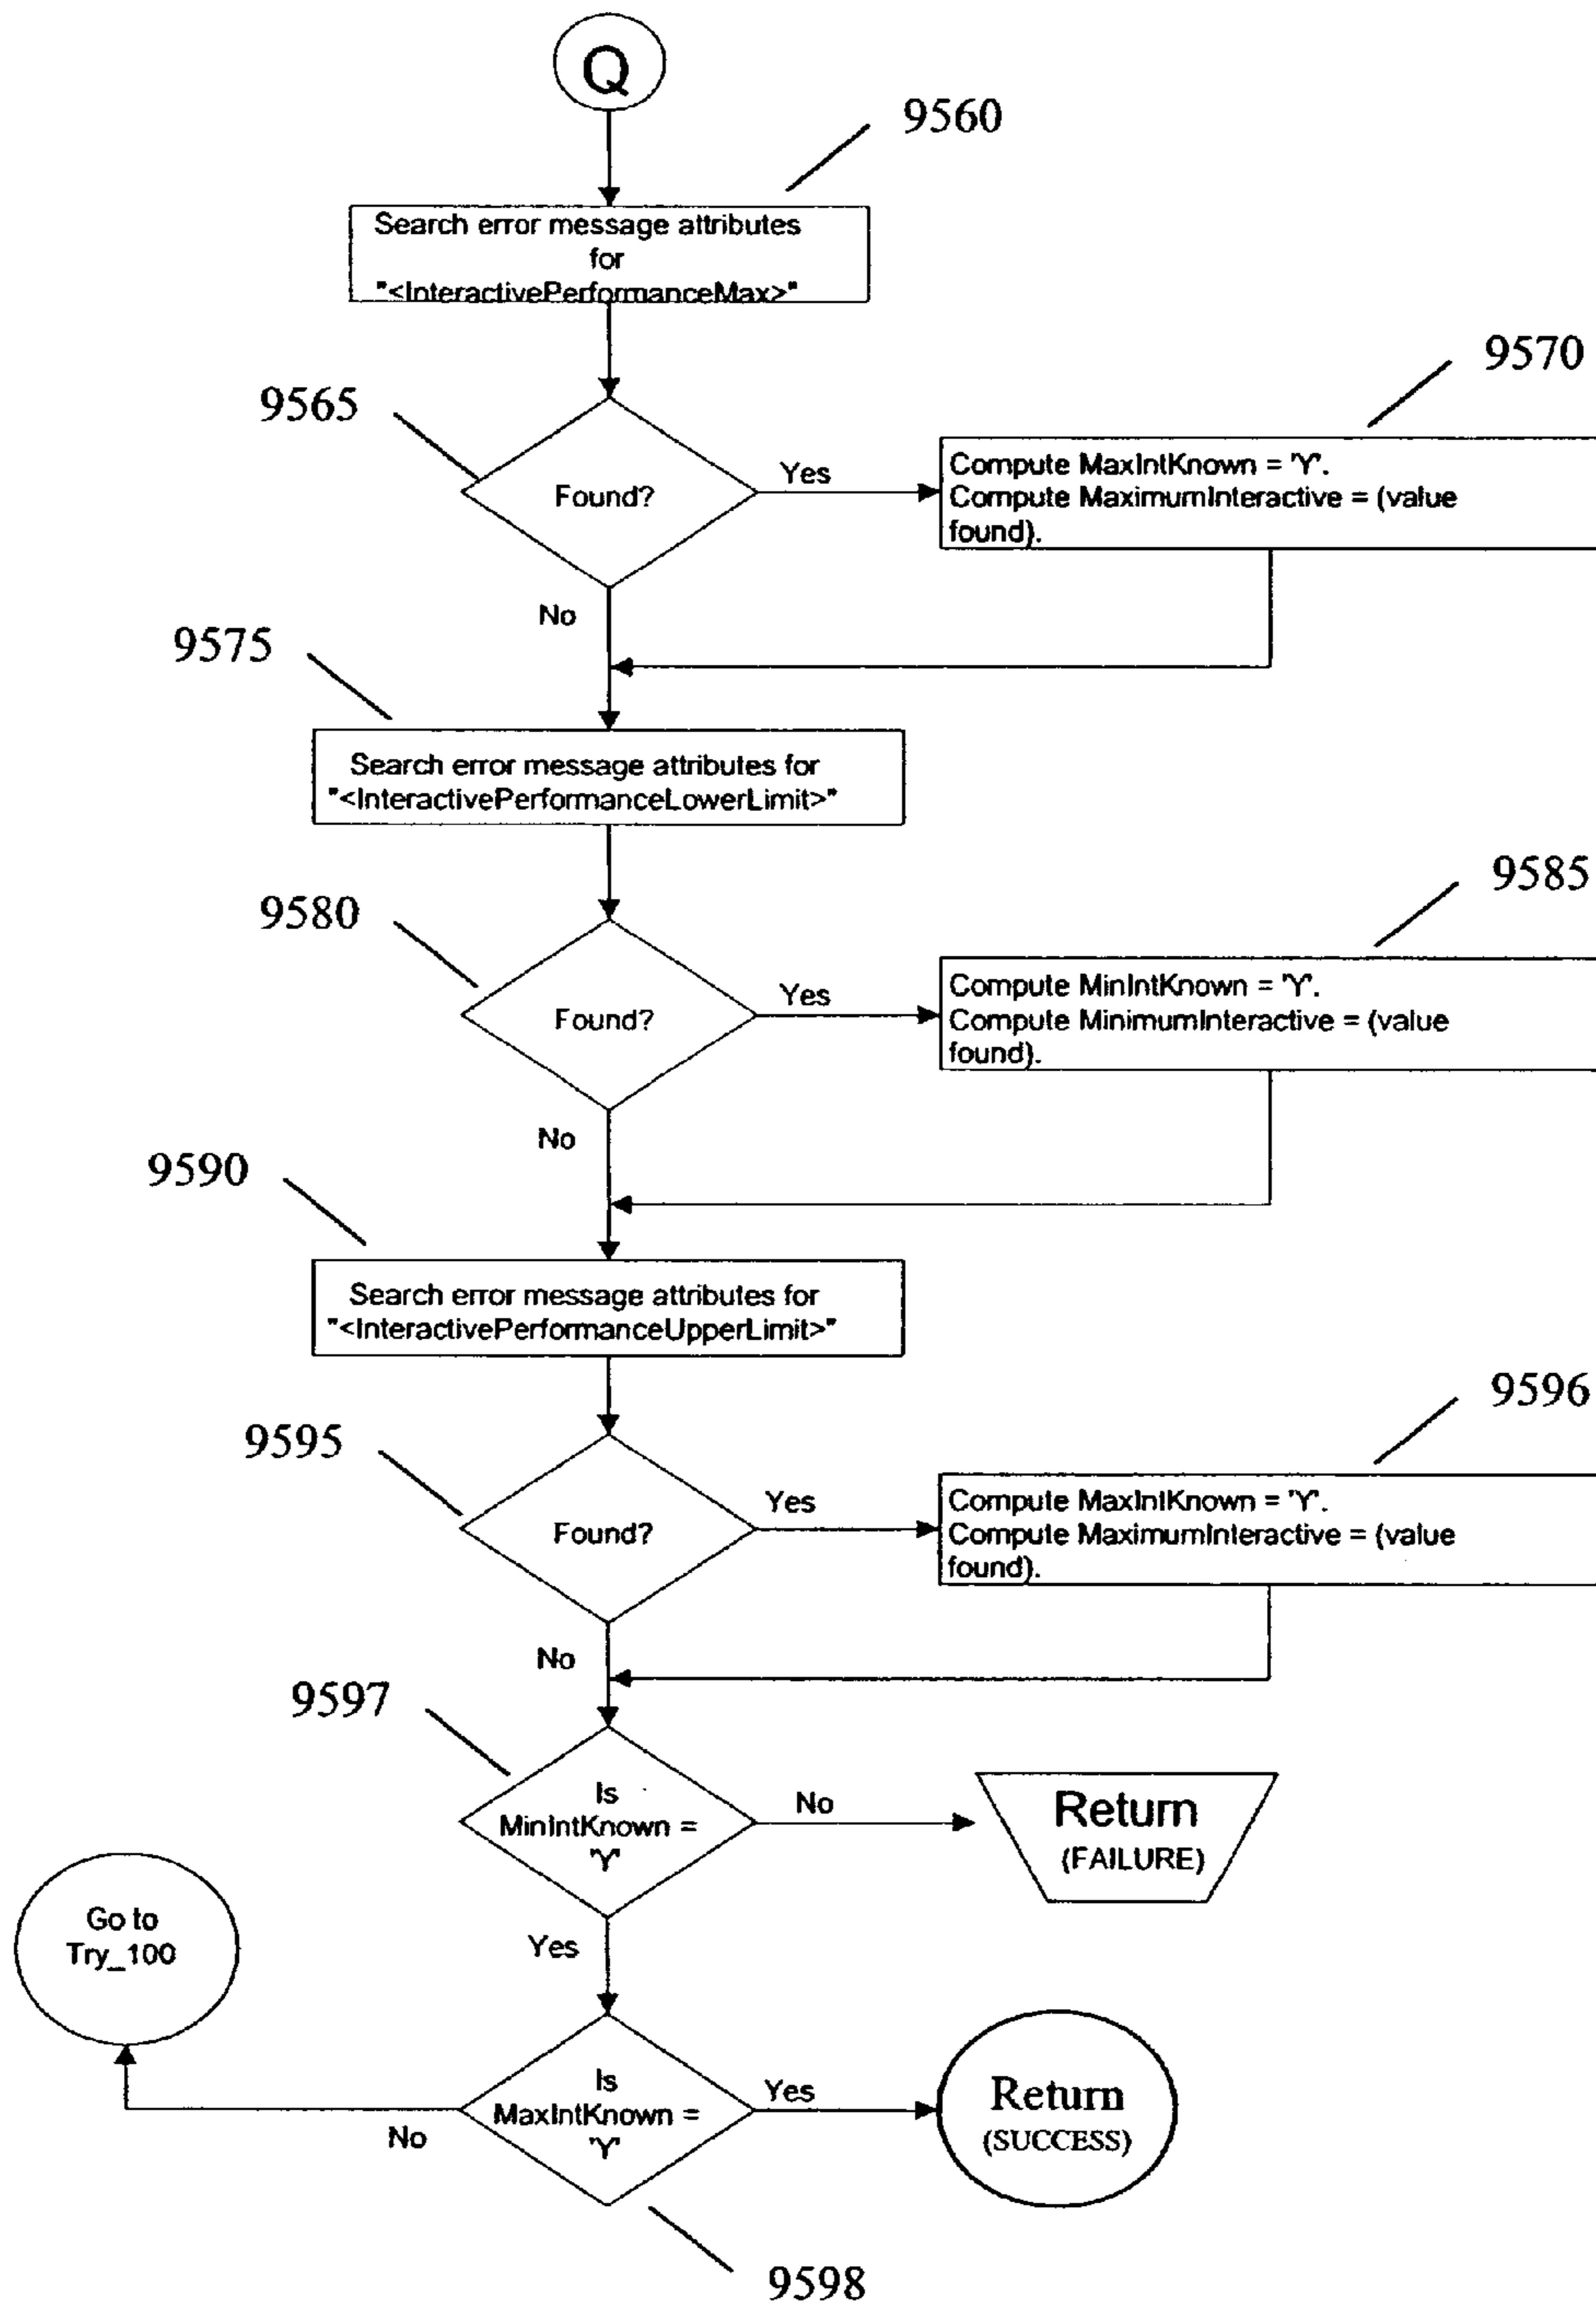 Q
9560
Search error message attributes
for
"<InteractivePerformanceMax>"
9570
9565
Found?
Yes
Compute MaxIntKnown = 'Y'.
Compute MaximumInteractive = (value
found).
No
9575
Search error message attributes for
"<InteractivePerformanceLowerLimit>"
9585
9580
Found?
Yes
Compute MinIntKnown = 'Y'.
Compute MinimumInteractive = (value
found).
No
9590
Search error message attributes for
"<InteractivePerformanceUpperLimit>"
9596
9595
Found?
Yes
Compute MaxIntKnown = 'Y'.
Compute MaximumInteractive = (value
found).
No
9597
Is
MinIntKnown =
'Y'
No
Return
(FAILURE)
Yes
Go to
Try_100
Is
MaxIntKnown =
'Y'
Yes
Return
(SUCCESS)
No
9598